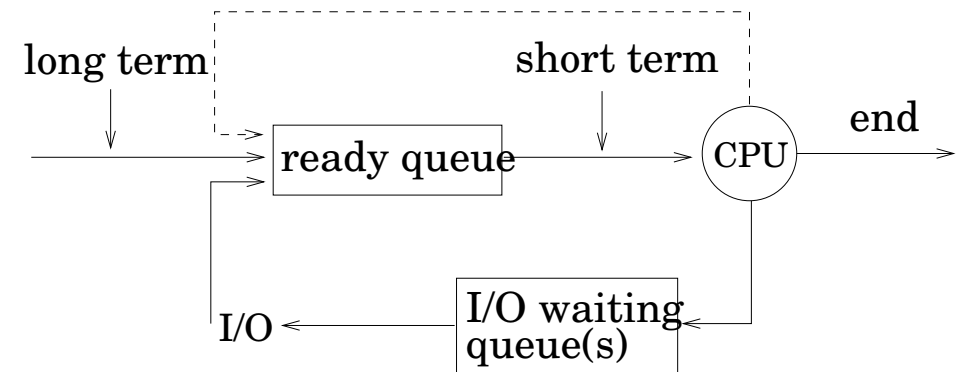 long term
short term
end
ready queue
CPU
I/O waiting
queue(s)
I/O